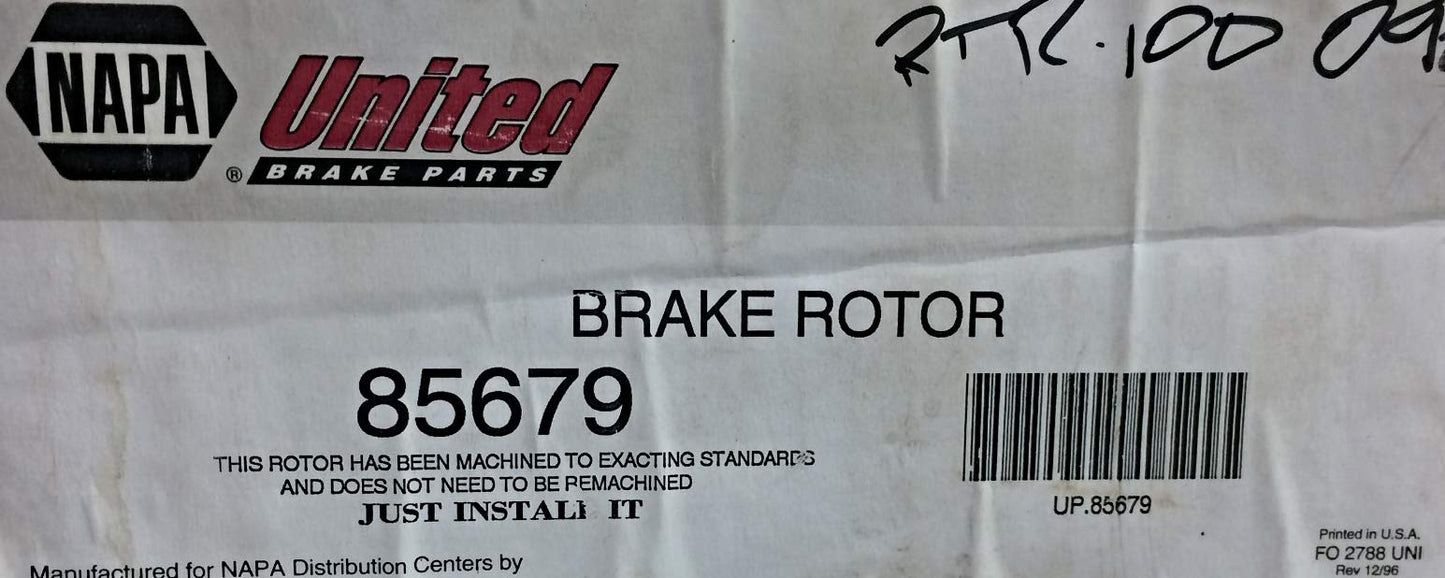 NAPA
United
® BRAKE PARTS
RTR-100
BRAKE ROTOR
85679
THIS ROTOR HAS BEEN MACHINED TO EXACTING STANDARDS
AND DOES NOT NEED TO BE REMACHINED
JUST INSTALL IT
UP.85679
Manufactured for NAPA Distribution Centers by
Printed in U.S.A.
FO 2788 UNI
Rev 12/96